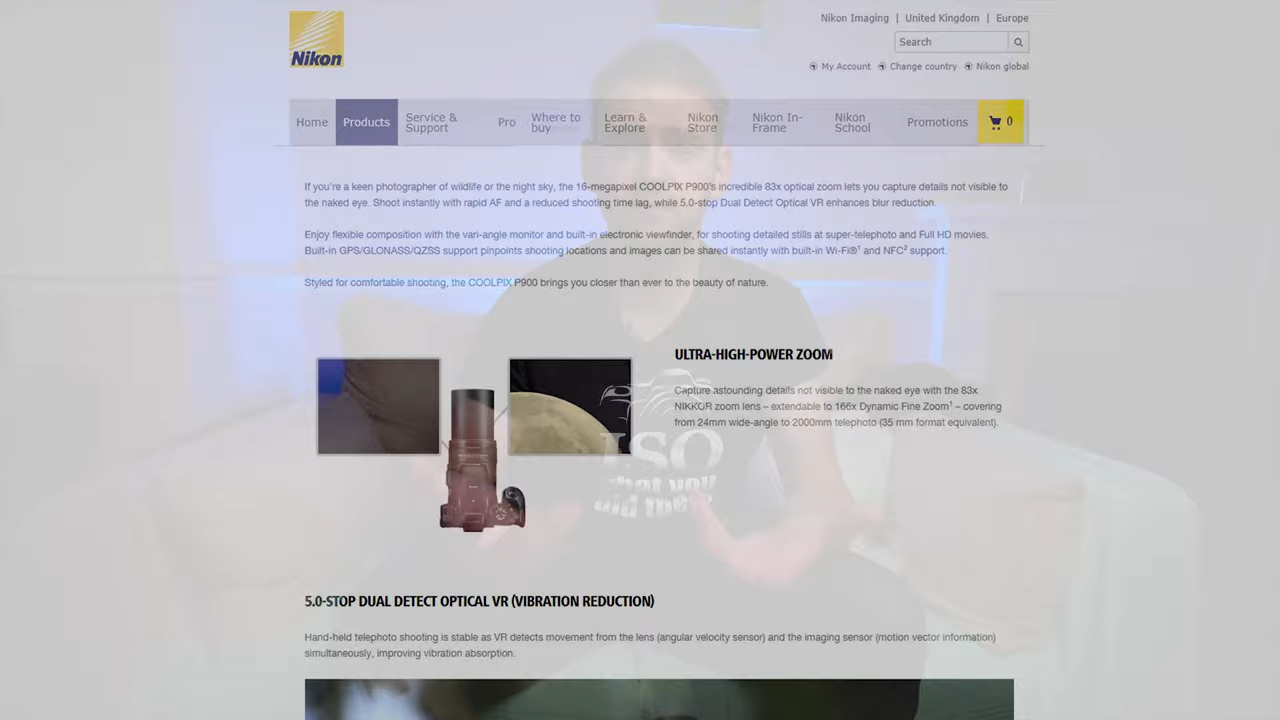 Nikon
Nikon Imaging | United Kingdom | Europe
Search
My Account Change country Nikon global
Home Products Service & Support Pro Where to buy Learn & Explore Nikon Store Nikon In-Frame Nikon School Promotions 0
If you're a keen photographer of wildlife or the night sky, the 16-megapixel COOLPIX P900's incredible 83x optical zoom lets you capture details not visible to
the naked eye. Shoot instantly with rapid AF and a reduced shooting time lag, while 5.0-stop Dual Detect Optical VR enhances blur reduction.
Enjoy flexible composition with the vari-angle monitor and built-in electronic viewfinder, for shooting detailed stills at super-telephoto and Full HD movies.
Built-in GPS/GLONASS/QZSS support pinpoints shooting locations and images can be shared instantly with built-in Wi-Fi®¹ and NFC² support.
Styled for comfortable shooting, the COOLPIX P900 brings you closer than ever to the beauty of nature.
ULTRA-HIGH-POWER ZOOM
Capture astounding details not visible to the naked eye with the 83x
NIKKOR zoom lens – extendable to 166x Dynamic Fine Zoom¹ – covering
from 24mm wide-angle to 2000mm telephoto (35 mm format equivalent).
ISO
what you
did there
5.0-STOP DUAL DETECT OPTICAL VR (VIBRATION REDUCTION)
Hand-held telephoto shooting is stable as VR detects movement from the lens (angular velocity sensor) and the imaging sensor (motion vector information)
simultaneously, improving vibration absorption.